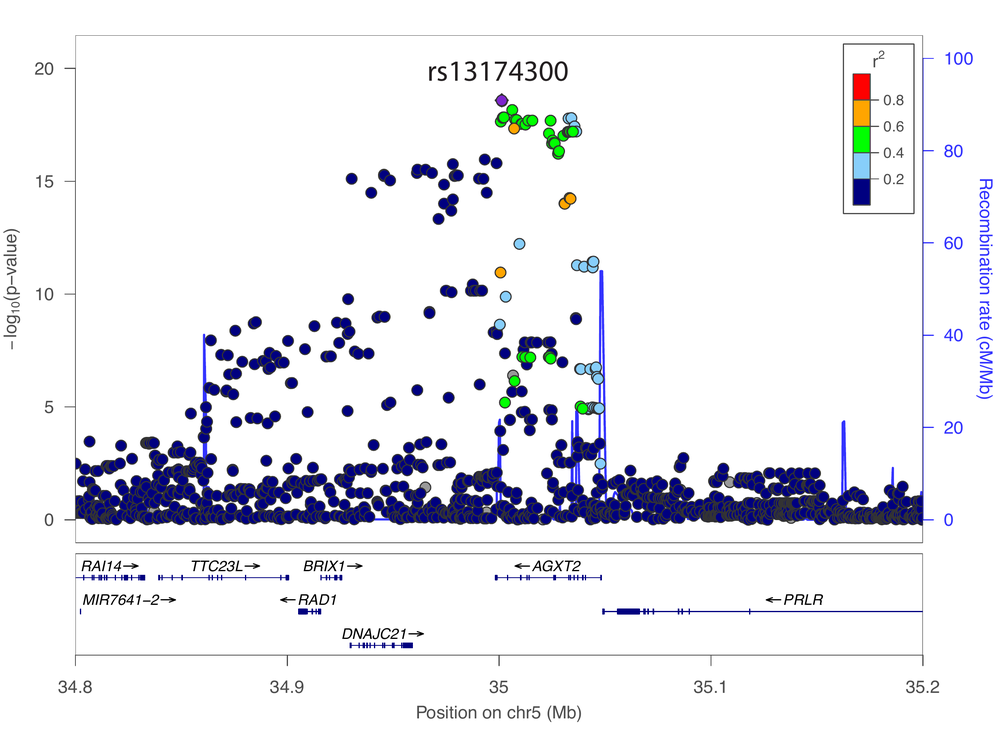 rs13174300
r2
0.8
0.6
0.4
0.2
20
15
10
5
0
−log10(p−value)
100
80
60
40
20
0
Recombination rate (cM/Mb)
RAI14→ TTC23L→ BRIX1→ ←AGXT2
MIR7641−2→ ←RAD1 ←PRLR
DNAJC21→
34.8 34.9 35 35.1 35.2
Position on chr5 (Mb)